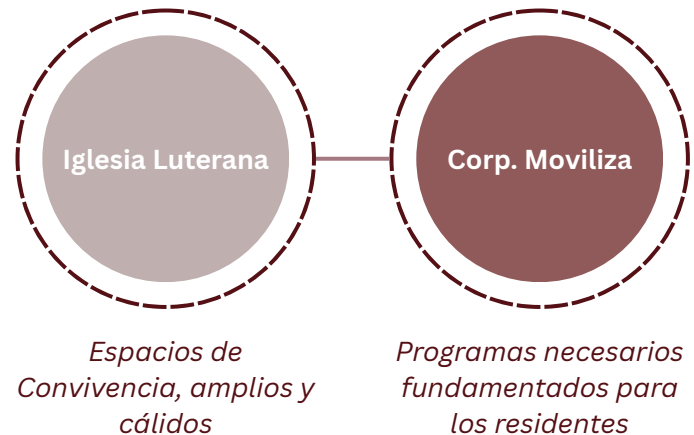 Iglesia Luterana
Corp. Moviliza
Espacios de
Convivencia, amplios y
cálidos
Programas necesarios
fundamentados para
los residentes